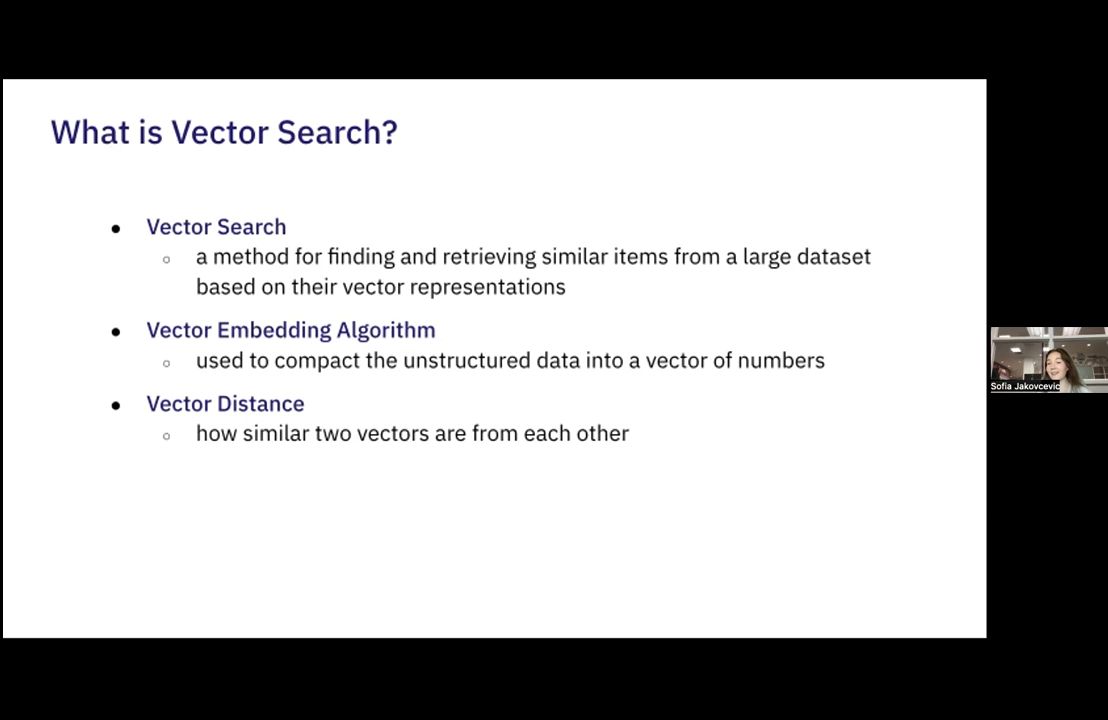 What is Vector Search?
● Vector Search
○ a method for finding and retrieving similar items from a large dataset
based on their vector representations
● Vector Embedding Algorithm
○ used to compact the unstructured data into a vector of numbers
● Vector Distance
○ how similar two vectors are from each other
Sofia Jakovcevic